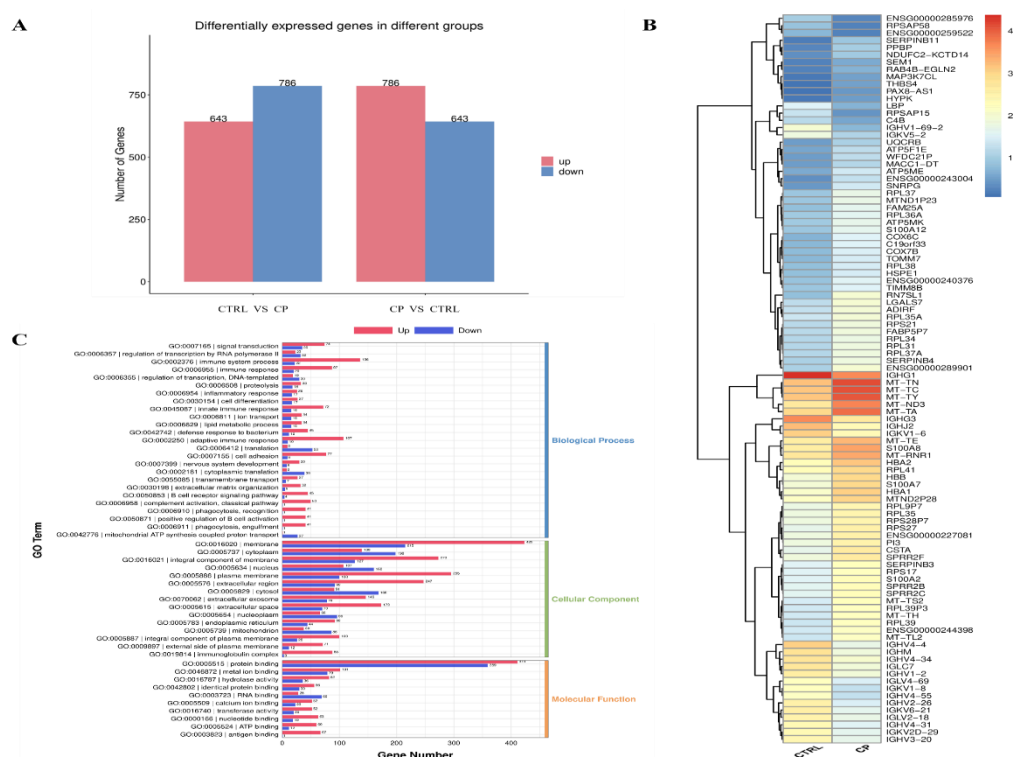 A
Differentially expressed genes in different groups
Number of Genes
0
250
500
750
643
786
786
643
CTRL VS CP
CP VS CTRL
up
down
B
ENSG00000285976
RPSAP58
ENSG00000259522
SERPINB11
PPBP
NDUFC2-KCTD14
SEM1
RAB4B-EGLN2
MAP3K7CL
THBS4
PAX8-AS1
HYPK
LBP
RPSAP15
C4B
IGHV1-69-2
IGKV5-2
UQCRB
ATP5F1E
WFDC21P
MACC1-DT
ATP5ME
ENSG00000243004
SNRPG
RPL37
MTND1P23
FAM25A
RPL36A
ATP5MK
S100A12
COX6C
C19orf33
COX7B
TOMM7
RPL38
HSPE1
ENSG00000240376
TIMM8B
RN7SL1
LGALS7
ADIRF
RPL35A
RPS21
FABP5P7
RPL34
RPL31
RPL37A
SERPINB4
ENSG00000289901
IGHG1
MT-TN
MT-TC
MT-TY
MT-ND3
MT-TA
IGHG3
IGHJ2
IGKV1-6
MT-TE
S100A8
MT-RNR1
HBA2
RPL41
HBB
S100A7
HBA1
MTND2P28
RPL9P7
RPL35
RPS28P7
RPS27
ENSG00000227081
PI3
CSTA
SPRR2F
SERPINB3
RPS17
S100A2
SPRR2B
SPRR2C
MT-TS2
RPL39P3
MT-TH
RPL39
ENSG00000244398
MT-TL2
IGHV4-4
IGHM
IGHV4-34
IGLC7
IGHV1-2
IGLV4-69
IGKV1-8
IGHV4-55
IGHV2-26
IGKV6-21
IGLV2-18
IGHV4-31
IGKV2D-29
IGHV3-20
CTRL
CP
4
3
2
1
C
Up
Down
GO Term
GO:0007165 | signal transduction
GO:0006357 | regulation of transcription by RNA polymerase II
GO:0002376 | immune system process
GO:0006955 | immune response
GO:0006355 | regulation of transcription, DNA-templated
GO:0006508 | proteolysis
GO:0006954 | inflammatory response
GO:0030154 | cell differentiation
GO:0045087 | innate immune response
GO:0006811 | ion transport
GO:0006629 | lipid metabolic process
GO:0042742 | defense response to bacterium
GO:0002250 | adaptive immune response
GO:0006412 | translation
GO:0007155 | cell adhesion
GO:0007399 | nervous system development
GO:0002181 | cytoplasmic translation
GO:0055085 | transmembrane transport
GO:0030198 | extracellular matrix organization
GO:0050853 | B cell receptor signaling pathway
GO:0006958 | complement activation, classical pathway
GO:0006910 | phagocytosis, recognition
GO:0050871 | positive regulation of B cell activation
GO:0006911 | phagocytosis, engulfment
GO:0042776 | mitochondrial ATP synthesis coupled proton transport
GO:0016020 | membrane
GO:0005737 | cytoplasm
GO:0016021 | integral component of membrane
GO:0005634 | nucleus
GO:0005886 | plasma membrane
GO:0005576 | extracellular region
GO:0005829 | cytosol
GO:0070062 | extracellular exosome
GO:0005615 | extracellular space
GO:0005654 | nucleoplasm
GO:0005783 | endoplasmic reticulum
GO:0005739 | mitochondrion
GO:0005887 | integral component of plasma membrane
GO:0009897 | external side of plasma membrane
GO:0019814 | immunoglobulin complex
GO:0005515 | protein binding
GO:0046872 | metal ion binding
GO:0016787 | hydrolase activity
GO:0042802 | identical protein binding
GO:0003723 | RNA binding
GO:0005509 | calcium ion binding
GO:0016740 | transferase activity
GO:0000166 | nucleotide binding
GO:0005524 | ATP binding
GO:0003823 | antigen binding
Biological Process
Cellular Component
Molecular Function
0
100
200
300
400
Gene Number